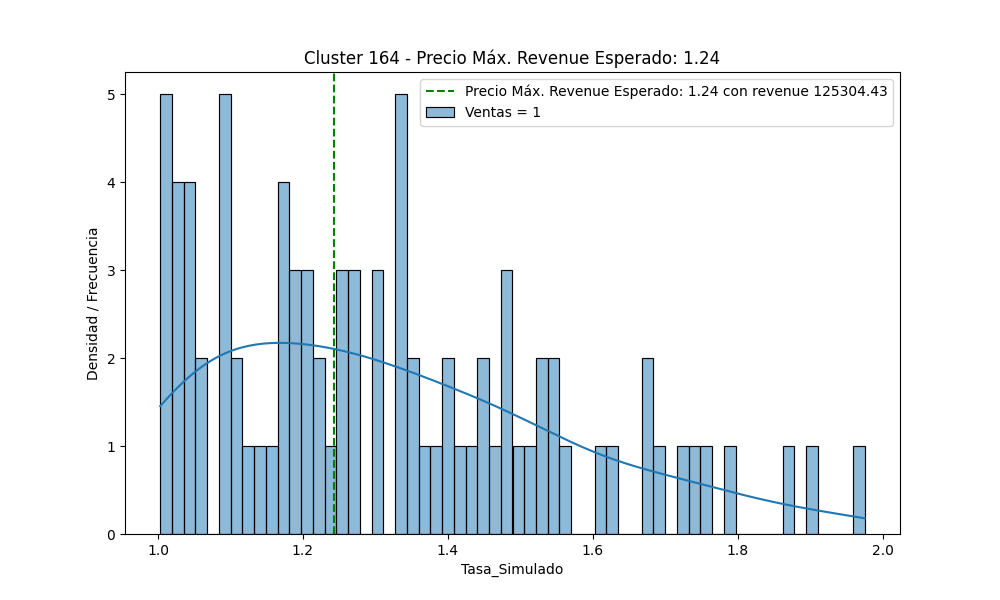 Cluster 164 - Precio Máx. Revenue Esperado: 1.24
Precio Máx. Revenue Esperado: 1.24 con revenue 125304.43
Ventas = 1
Densidad / Frecuencia
5
4
3
2
1
0
1.0 1.2 1.4 1.6 1.8 2.0
Tasa_Simulado